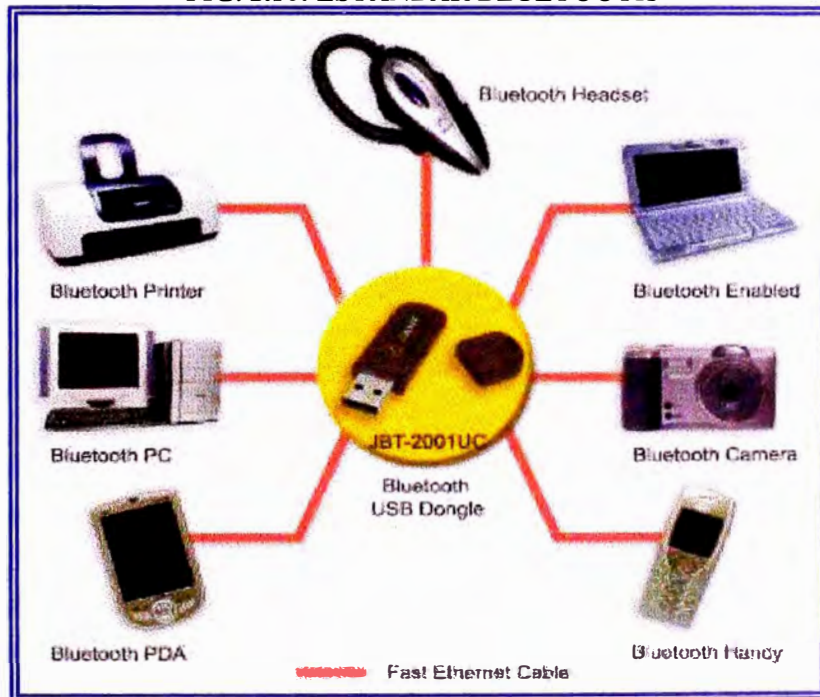 Bluetooth Headset
Bluetooth Printer
Bluetooth Enabled
JBT-2001UC
Bluetooth PC
Bluetooth
USB Dongle
Bluetooth Camera
Bluetooth PDA
Bluetooth Handy
Fast Ethernet Cable